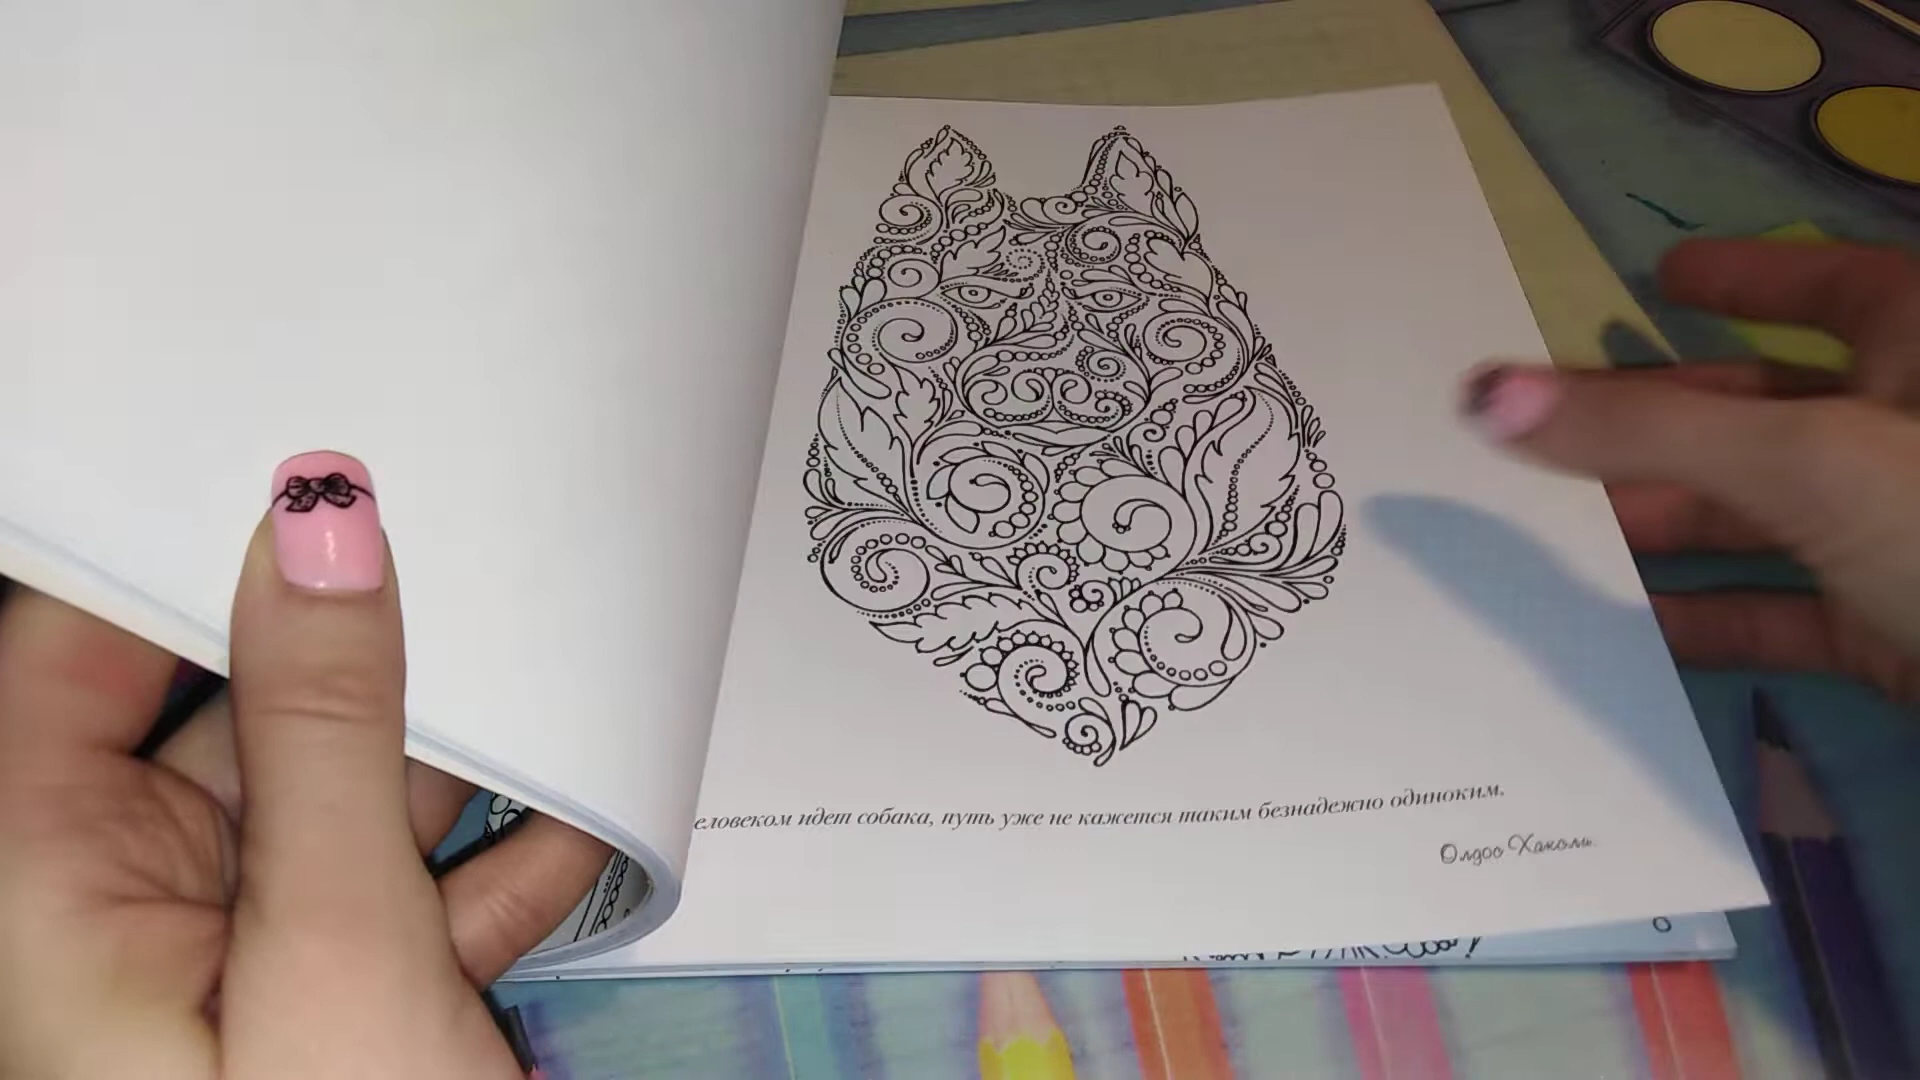 еловеком идет собака, путь уже не кажется таким безнадежно одиноким.
Олдос Хаксли